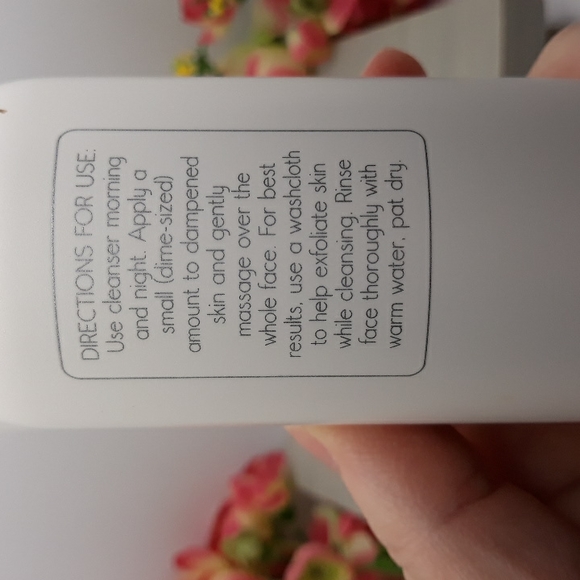 DIRECTIONS FOR USE:
Use cleanser morning
and night. Apply a
small (dime-sized)
amount to dampened
skin and gently
massage over the
whole face. For best
results, use a washcloth
to help exfoliate skin
while cleansing. Rinse
face thoroughly with
warm water, pat dry.